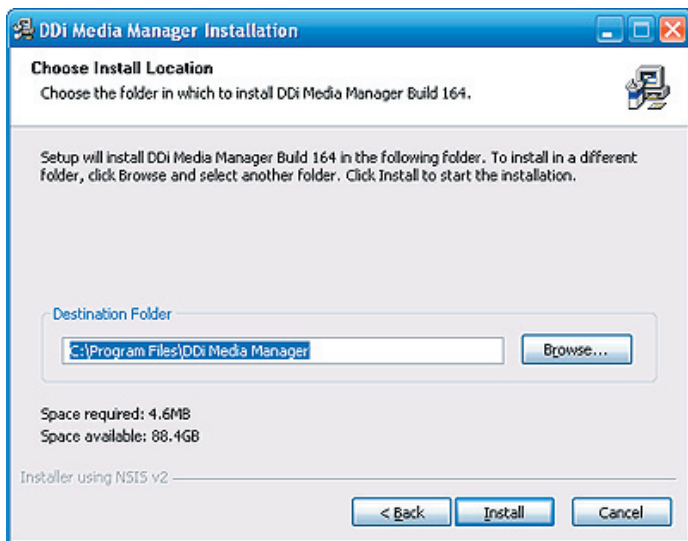 DDi Media Manager Installation
Choose Install Location
Choose the folder in which to install DDi Media Manager Build 164.
Setup will install DDi Media Manager Build 164 in the following folder. To install in a different
folder, click Browse and select another folder. Click Install to start the installation.
Destination Folder
C:\Program Files\DDi Media Manager
Browse...
Space required: 4.6MB
Space available: 88.4GB
Installer using NSIS v2
< Back
Install
Cancel